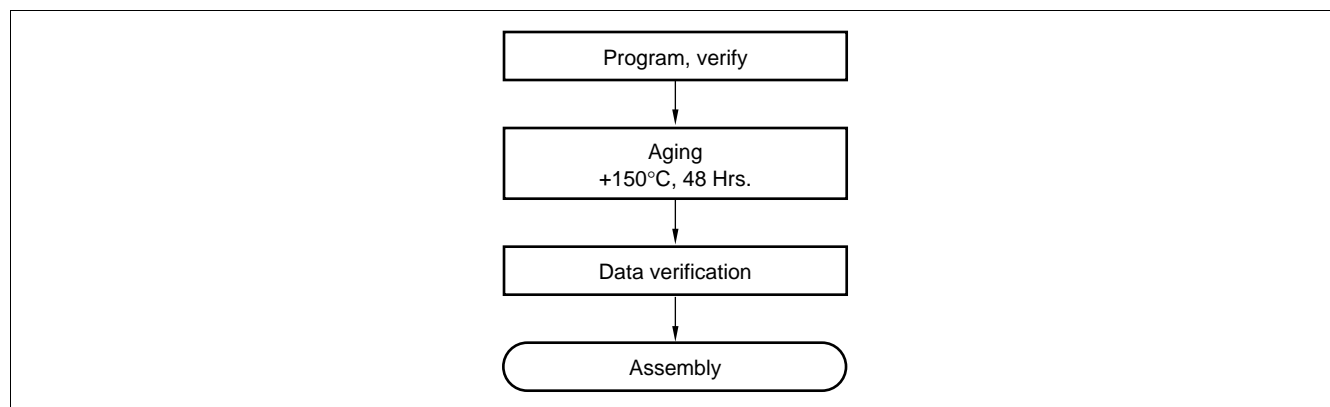 Program, verify
Aging
+150°C, 48 Hrs.
Data verification
Assembly